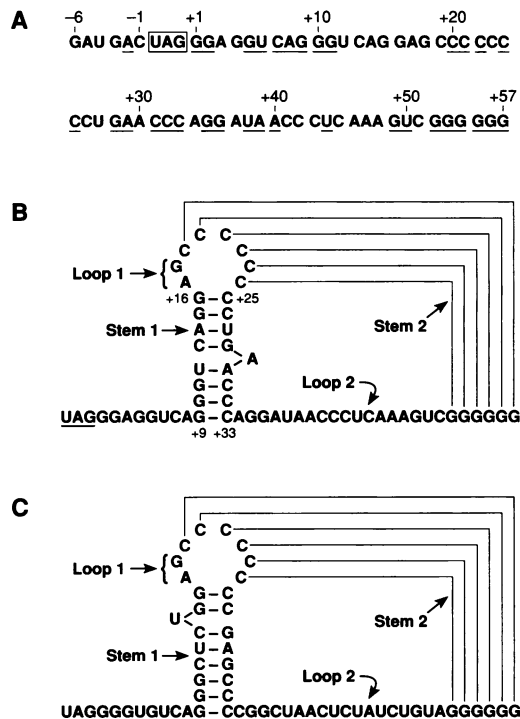 A
−6 −1 +1 +10 +20
GAU GAC UAG GGA GGU CAG GGU CAG GAG CCC CCC
+30 +40 +50 +57
CCU GAA CCC AGG AUA ACC CUC AAA GUC GGG GGG
B
C C
C C
Loop 1 G C
A C
+16 G–C +25
G–C
Stem 1 A–U
Stem 2
C–G
A
U–A
G–C
Loop 2
G–C
UAGGGAGGUCAG–CAGGAUAACCCUCAAAGUCGGGGGG
+9 +33
C
C C
C C
Loop 1 G C
A C
G–C
G–C
U
Stem 2
C–G
U–A
Stem 1 C–G
G–C
Loop 2
G–C
UAGGGGUGUCAG–CCGGCUAACUCUAUCUGUAGGGGGG